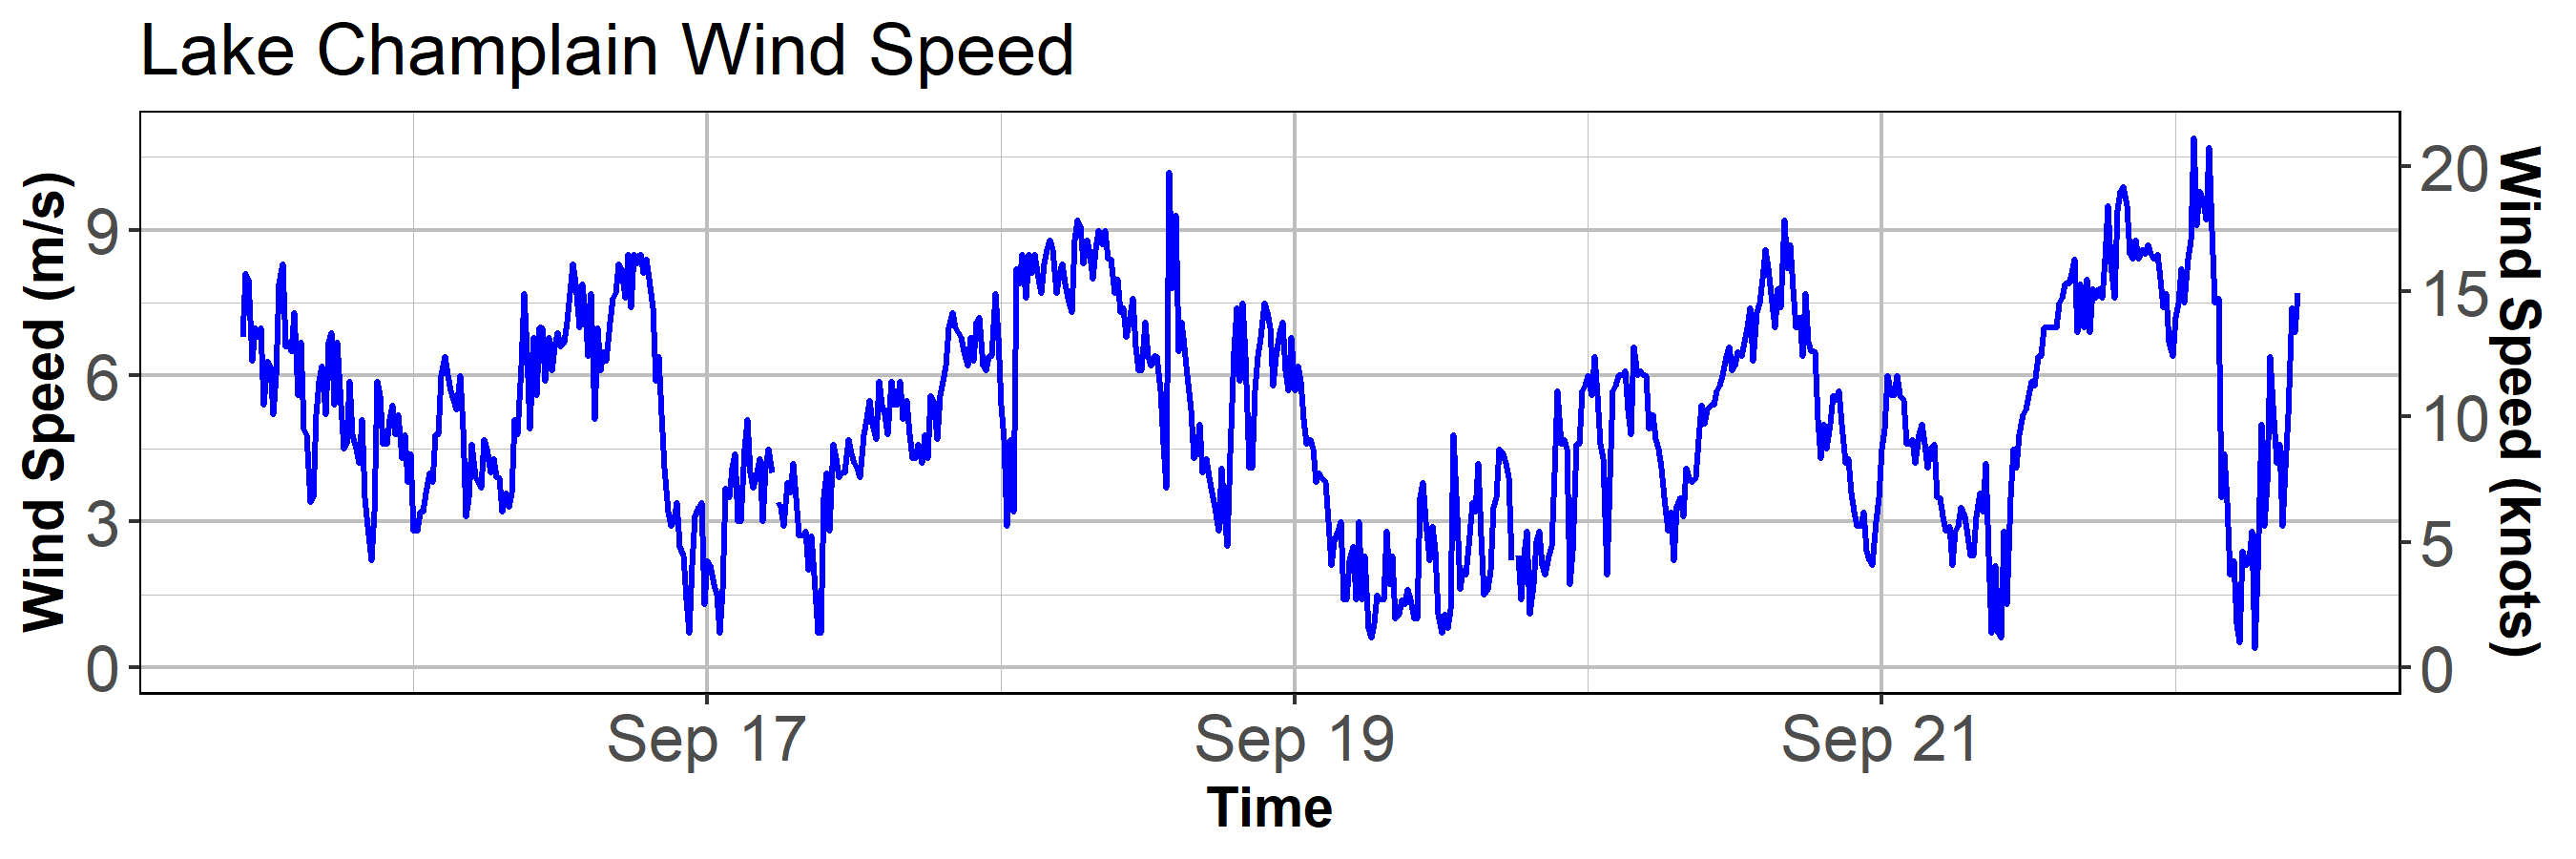 Lake Champlain Wind Speed
Wind Speed (m/s)
9
6
3
0
20
15
10
5
0
Wind Speed (knots)
Sep 17
Sep 19
Sep 21
Time